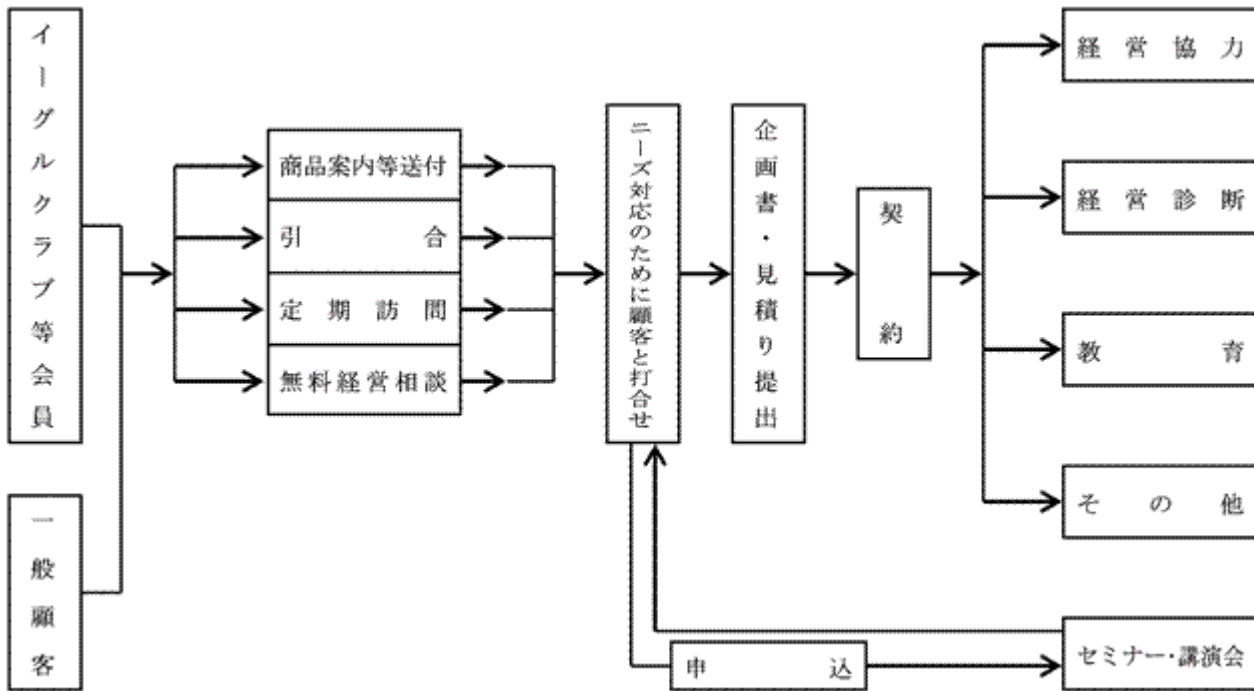 イーグルクラブ等会員
一般顧客
商品案内等送付
引合
定期訪問
無料経営相談
ニーズ対応のために顧客と打合せ
企画書・見積り提出
契約
経営協力
経営診断
教育
その他
セミナー・講演会
申込